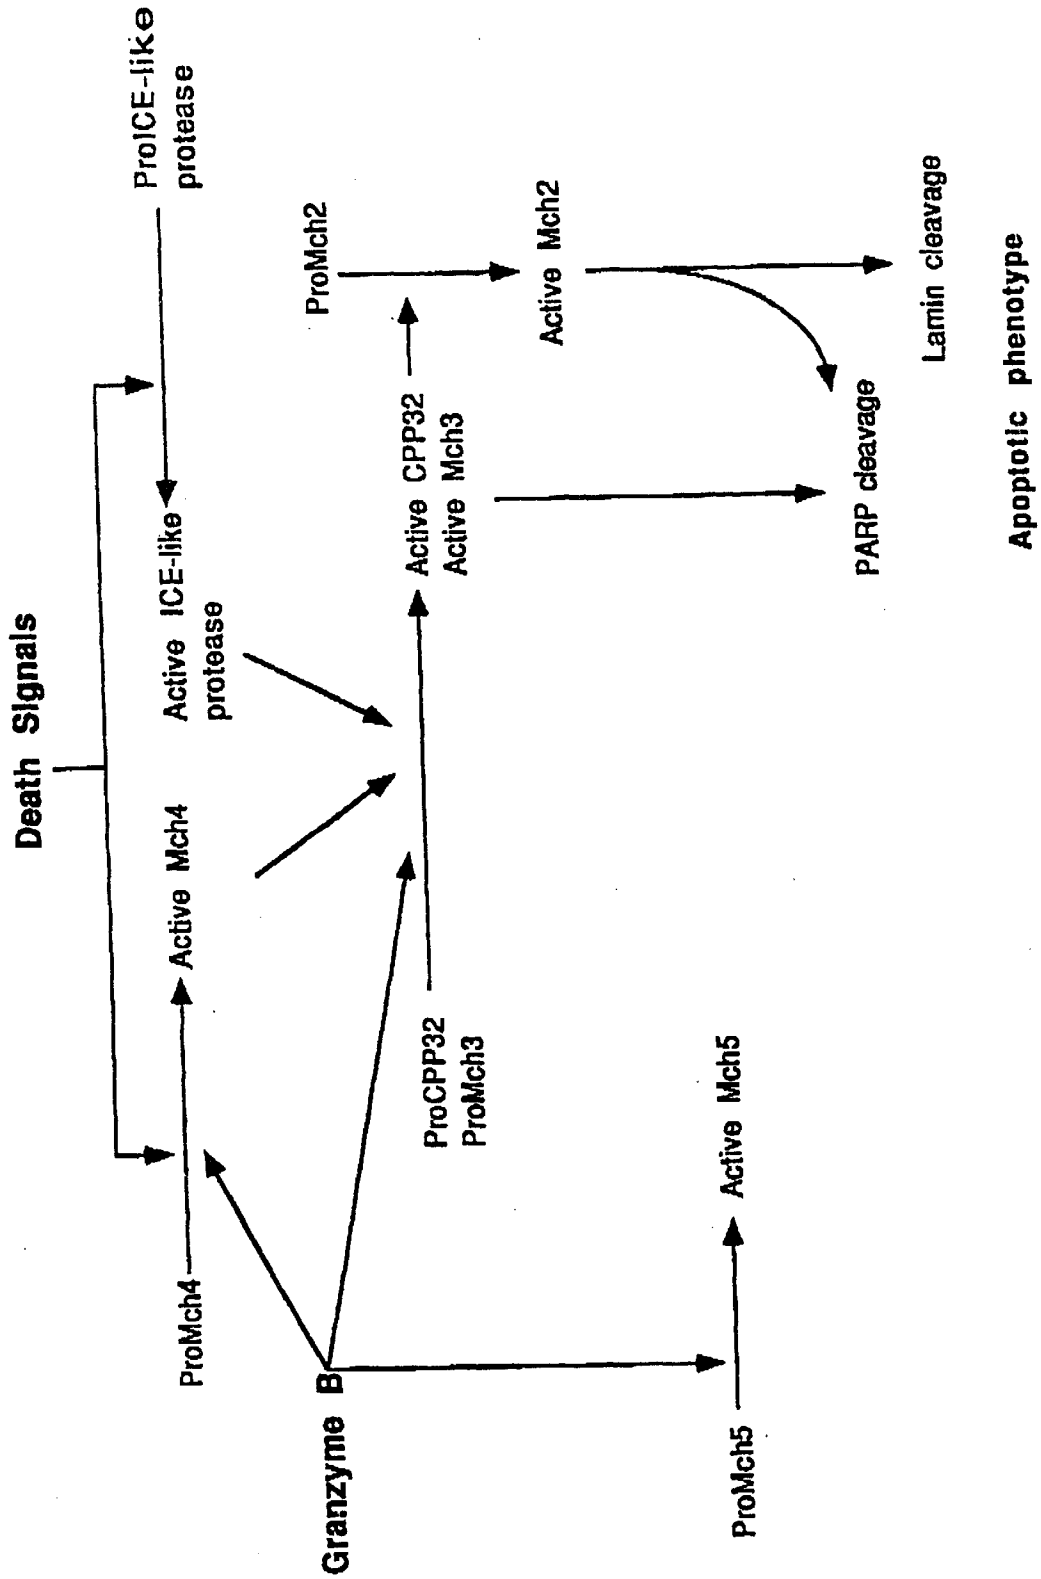 Death Signals
ProMch4
Active Mch4
Active ICE-like
protease
ProICE-like
protease
Granzyme B
ProCPP32
ProMch3
Active CPP32
Active Mch3
ProMch2
Active Mch2
ProMch5
Active Mch5
PARP cleavage
Lamin cleavage
Apoptotic phenotype